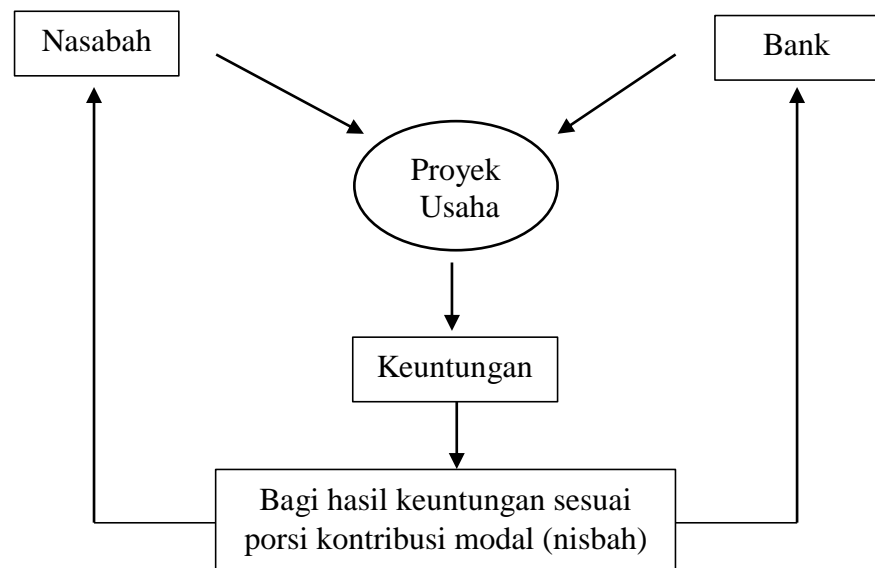 Nasabah
Bank
Proyek
Usaha
Keuntungan
Bagi hasil keuntungan sesuai
porsi kontribusi modal (nisbah)